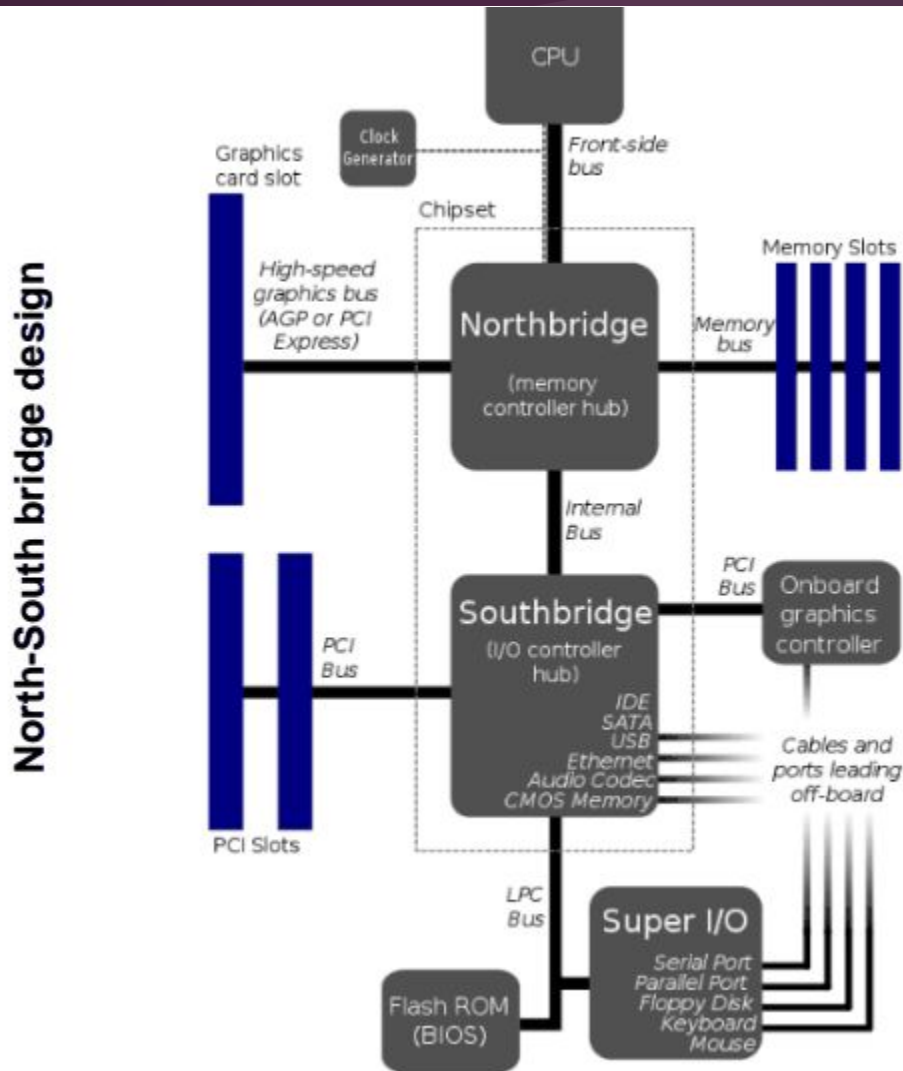 North-South bridge design
CPU
Clock
Generator
Front-side
bus
Graphics
card slot
Chipset
High-speed
graphics bus
(AGP or PCI
Express)
Northbridge
(memory
controller hub)
Memory Slots
Memory
bus
Internal
Bus
PCI
Bus
Onboard
graphics
controller
Southbridge
(I/O controller
hub)
PCI
Bus
IDE
SATA
USB
Ethernet
Audio Codec
CMOS Memory
Cables and
ports leading
off-board
PCI Slots
LPC
Bus
Super I/O
Serial Port
Parallel Port
Floppy Disk
Keyboard
Mouse
Flash ROM
(BIOS)